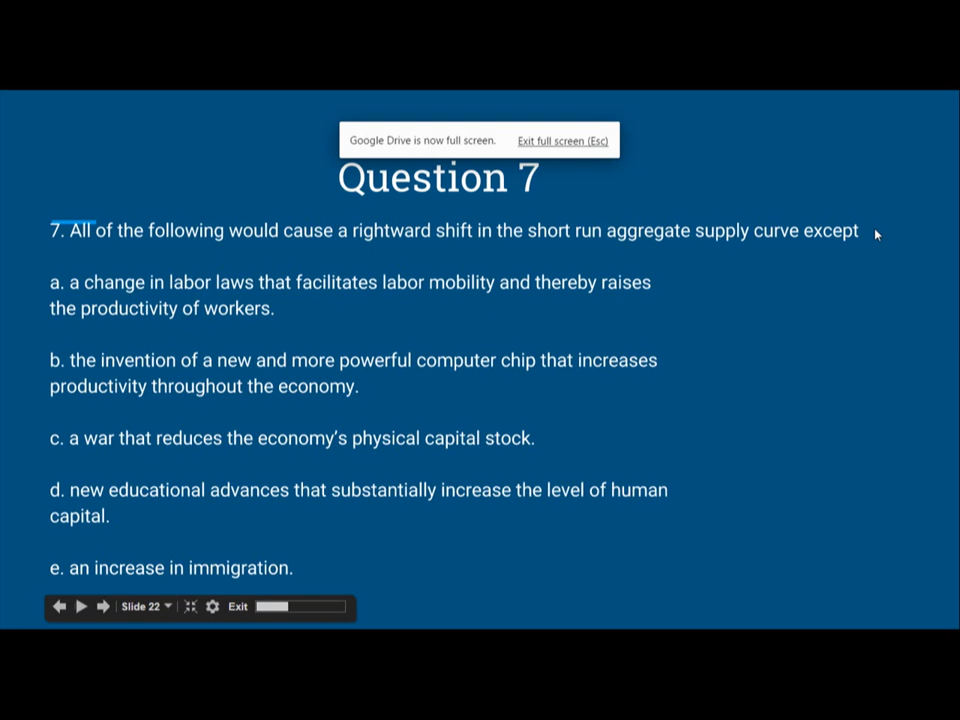 Google Drive is now full screen. Exit full screen (Esc)
Question 7
7. All of the following would cause a rightward shift in the short run aggregate supply curve except
a. a change in labor laws that facilitates labor mobility and thereby raises
the productivity of workers.
b. the invention of a new and more powerful computer chip that increases
productivity throughout the economy.
c. a war that reduces the economy's physical capital stock.
d. new educational advances that substantially increase the level of human
capital.
e. an increase in immigration.
Slide 22 Exit